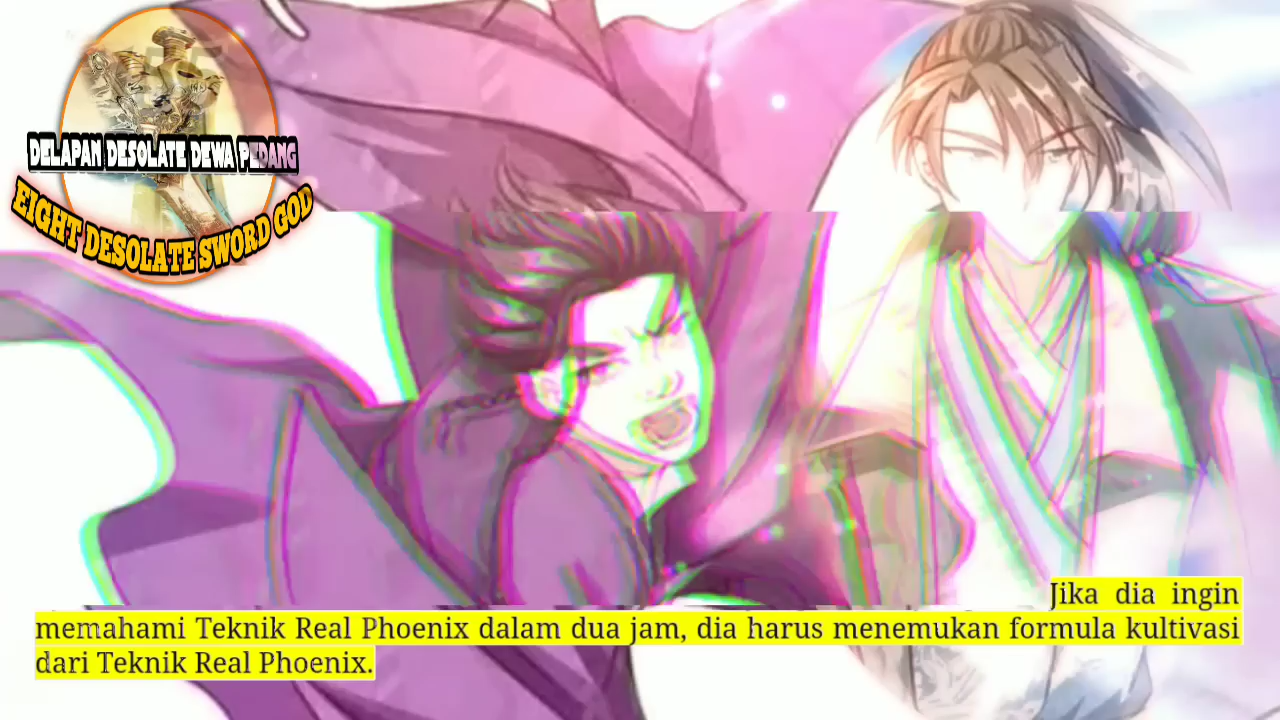 DELAPAN DESOLATE DEWA PEDANG
EIGHT DESOLATE SWORD GOD
Jika dia ingin
memahami Teknik Real Phoenix dalam dua jam, dia harus menemukan formula kultivasi
dari Teknik Real Phoenix.